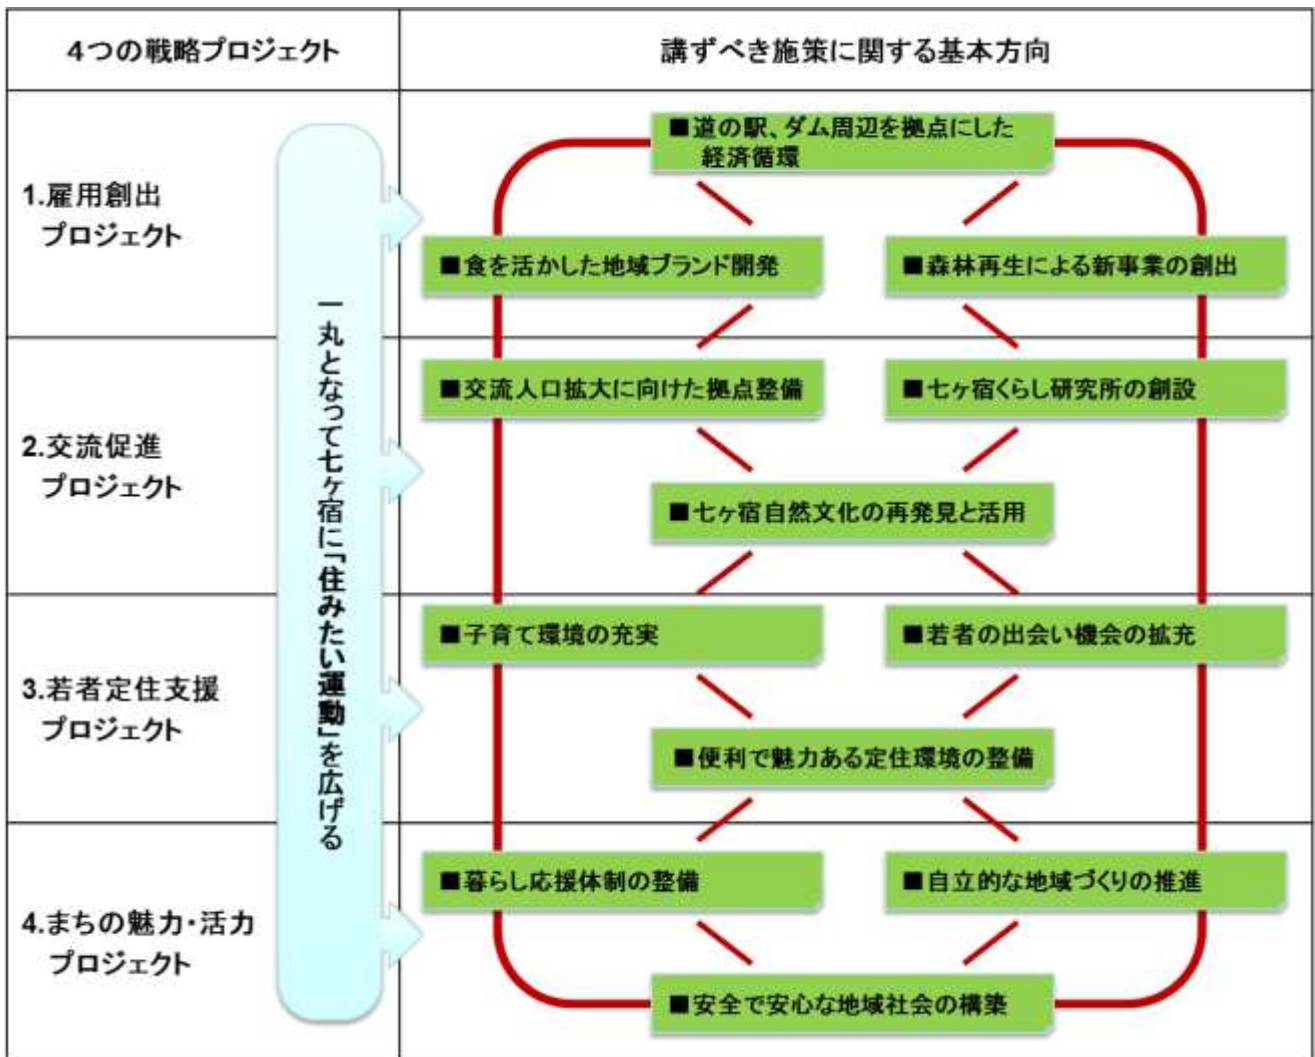 4つの戦略プロジェクト
講ずべき施策に関する基本方向
1.雇用創出
プロジェクト
2.交流促進
プロジェクト
3.若者定住支援
プロジェクト
4.まちの魅力・活力
プロジェクト
一丸となって七ヶ宿に「住みたい運動」を広げる
■道の駅、ダム周辺を拠点にした
経済循環
■食を活かした地域ブランド開発
■森林再生による新事業の創出
■交流人口拡大に向けた拠点整備
■七ヶ宿くらし研究所の創設
■七ヶ宿自然文化の再発見と活用
■子育て環境の充実
■若者の出会い機会の拡充
■便利で魅力ある定住環境の整備
■暮らし応援体制の整備
■自立的な地域づくりの推進
■安全で安心な地域社会の構築